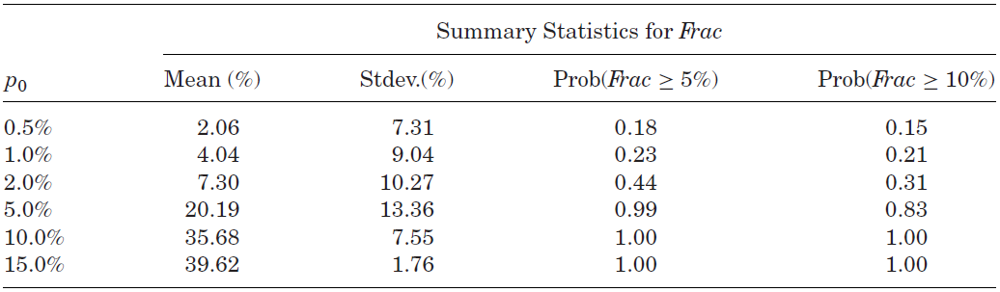 Summary Statistics for Frac
p0 Mean (%) Stdev.(%) Prob(Frac ≥ 5%) Prob(Frac ≥ 10%)
0.5% 2.06 7.31 0.18 0.15
1.0% 4.04 9.04 0.23 0.21
2.0% 7.30 10.27 0.44 0.31
5.0% 20.19 13.36 0.99 0.83
10.0% 35.68 7.55 1.00 1.00
15.0% 39.62 1.76 1.00 1.00